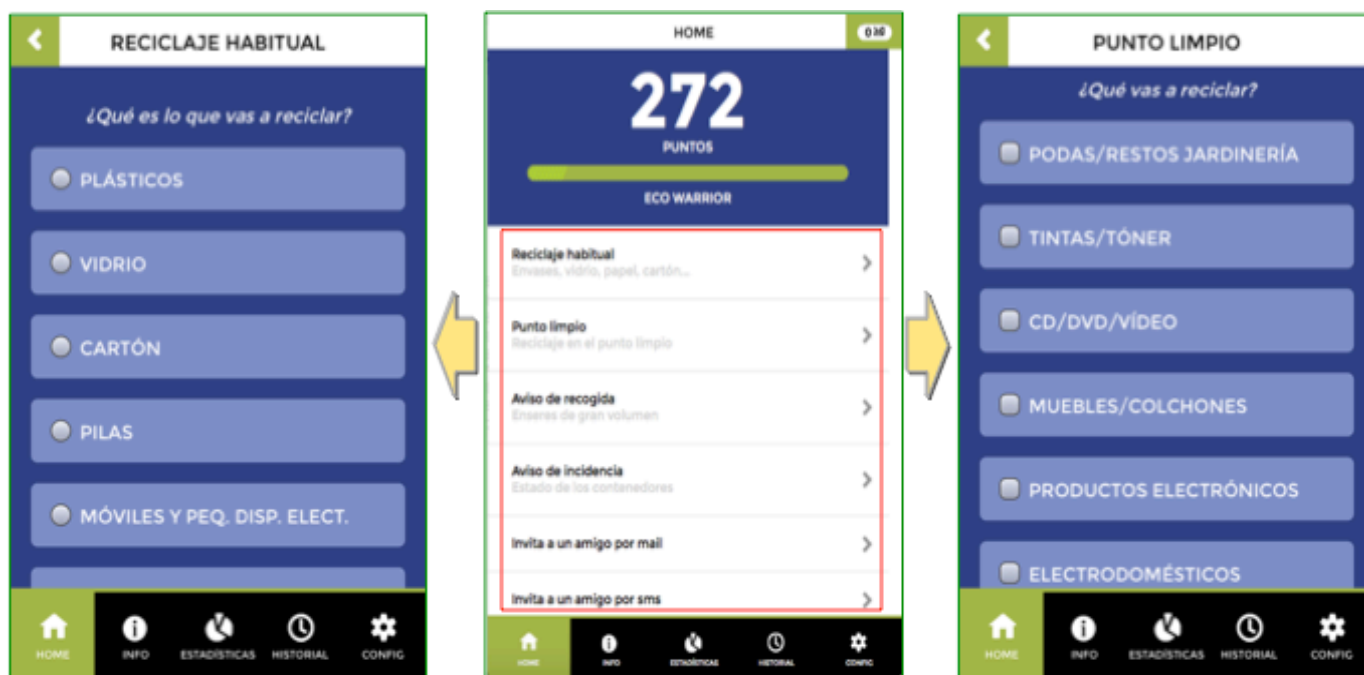 RECICLAJE HABITUAL
¿Qué es lo que vas a reciclar?
PLÁSTICOS
VIDRIO
CARTÓN
PILAS
MÓVILES Y PEQ. DISP. ELECT.
HOME
INFO
ESTADÍSTICAS
HISTORIAL
CONFIG
HOME
272
PUNTOS
ECO WARRIOR
Reciclaje habitual
Envases, vidrio, papel, cartón...
Punto limpio
Reciclaje en el punto limpio
Aviso de recogida
Enseres de gran volumen
Aviso de incidencia
Estado de los contenedores
Invita a un amigo por mail
Invita a un amigo por sms
HOME
INFO
ESTADÍSTICAS
HISTORIAL
CONFIG
PUNTO LIMPIO
¿Qué vas a reciclar?
PODAS/RESTOS JARDINERÍA
TINTAS/TÓNER
CD/DVD/VÍDEO
MUEBLES/COLCHONES
PRODUCTOS ELECTRÓNICOS
ELECTRODOMÉSTICOS
HOME
INFO
ESTADÍSTICAS
HISTORIAL
CONFIG